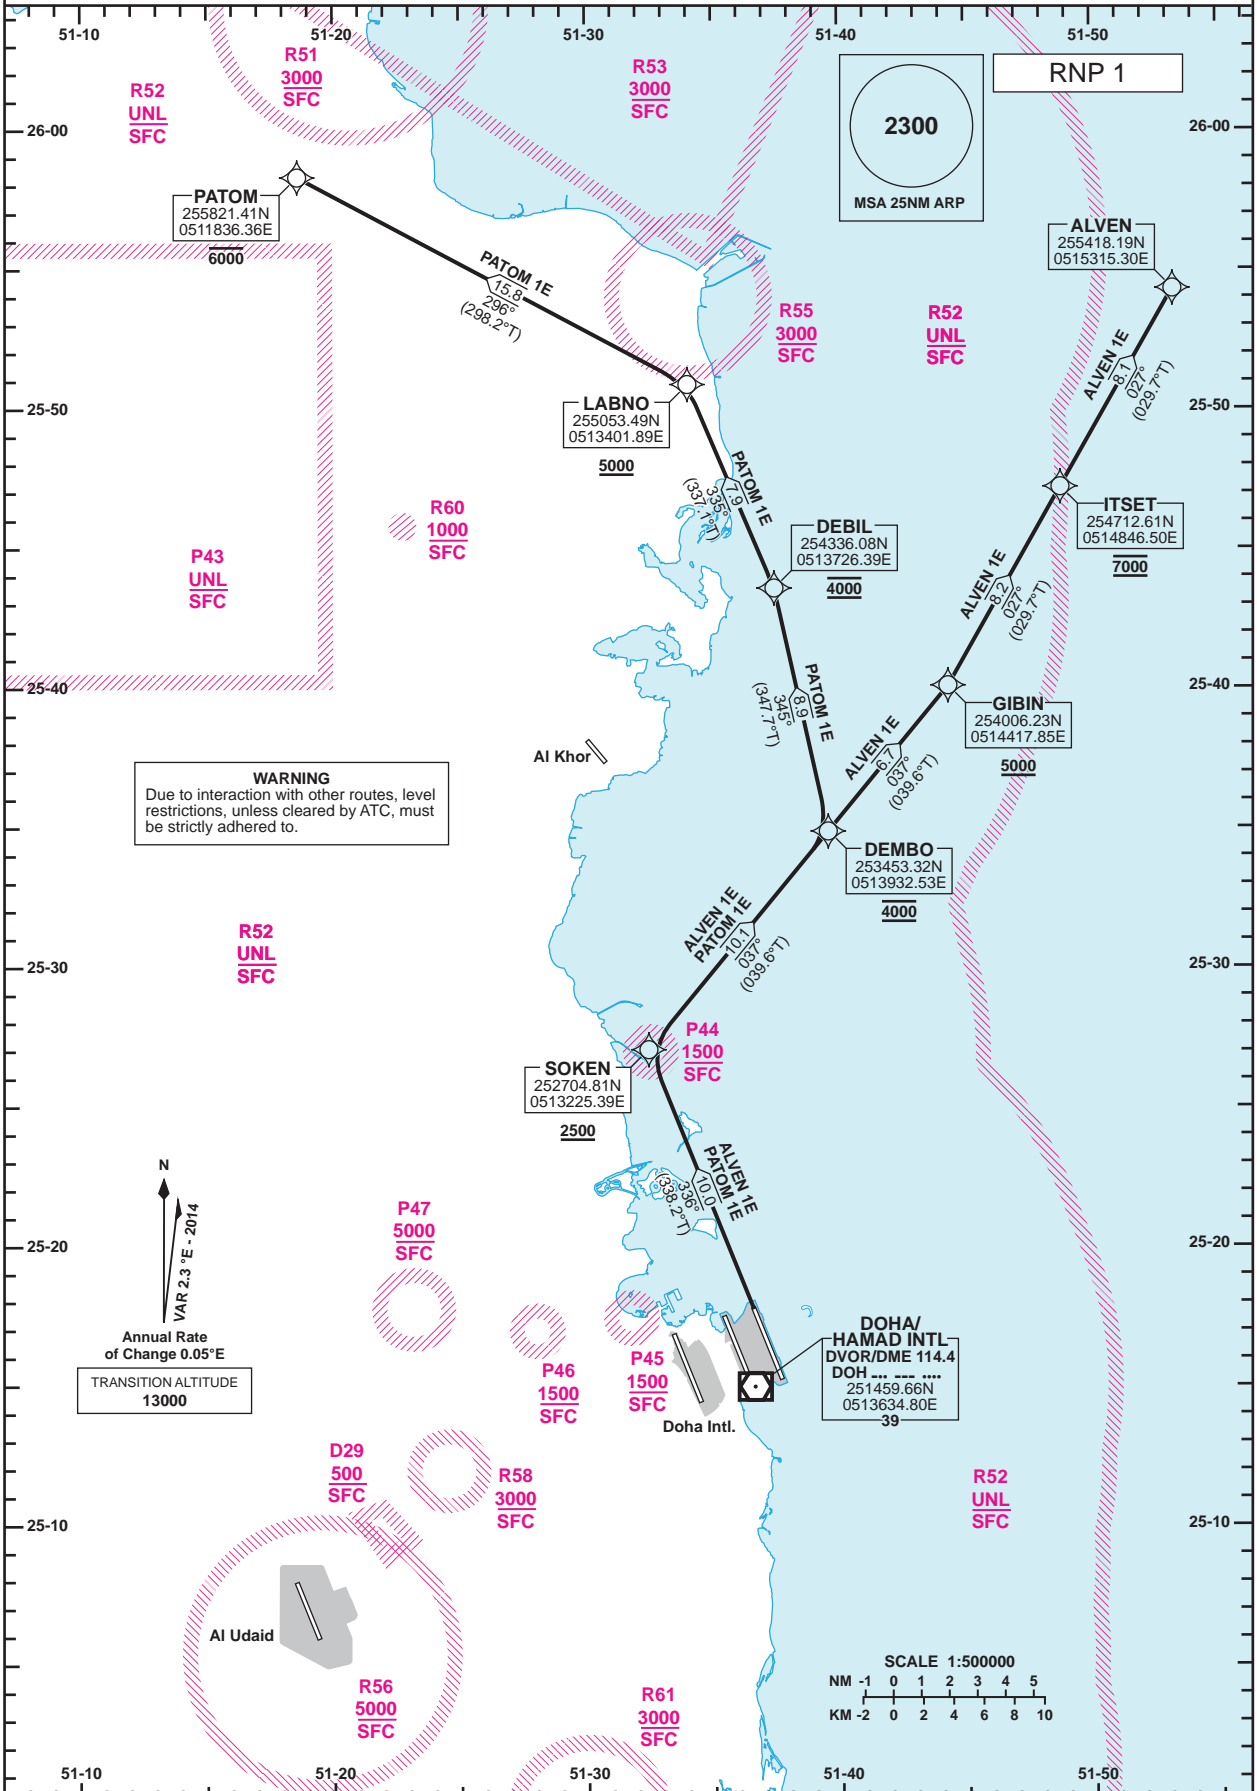 51-10
51-20
51-30
51-40
51-50
R51
3000
SFC
R52
UNL
SFC
R53
3000
SFC
2300
MSA 25NM ARP
RNP 1
26-00
26-00
PATOM
255821.41N
0511836.36E
6000
ALVEN
255418.19N
0515315.30E
PATOM 1E
15.8
296°
(298.2°T)
R55
3000
SFC
R52
UNL
SFC
ALVEN 1E
8.1
027°
(029.7°T)
25-50
25-50
LABNO
255053.49N
0513401.89E
5000
PATOM 1E
7.9
335°
(337.1°T)
R60
1000
SFC
P43
UNL
SFC
DEBIL
254336.08N
0513726.39E
4000
ITSET
254712.61N
0514846.50E
7000
ALVEN 1E
8.2
027°
(029.7°T)
25-40
25-40
PATOM 1E
8.9
345°
(347.7°T)
GIBIN
254006.23N
0514417.85E
5000
ALVEN 1E
6.7
037°
(039.6°T)
Al Khor
WARNING
Due to interaction with other routes, level
restrictions, unless cleared by ATC, must
be strictly adhered to.
DEMBO
253453.32N
0513932.53E
4000
ALVEN 1E
PATOM 1E
10.1
037°
(039.6°T)
R52
UNL
SFC
25-30
25-30
P44
1500
SFC
SOKEN
252704.81N
0513225.39E
2500
ALVEN 1E
PATOM 1E
10.0
336°
(338.2°T)
N
VAR 2.3 °E - 2014
Annual Rate
of Change 0.05°E
TRANSITION ALTITUDE
13000
P47
5000
SFC
25-20
25-20
P46
1500
SFC
P45
1500
SFC
Doha Intl.
DOHA/
HAMAD INTL
DVOR/DME 114.4
DOH -.. --- ....
251459.66N
0513634.80E
39
D29
500
SFC
R58
3000
SFC
R52
UNL
SFC
25-10
25-10
Al Udaid
R56
5000
SFC
R61
3000
SFC
SCALE 1:500000
NM -1 0 1 2 3 4 5
KM -2 0 2 4 6 8 10
51-10
51-20
51-30
51-40
51-50